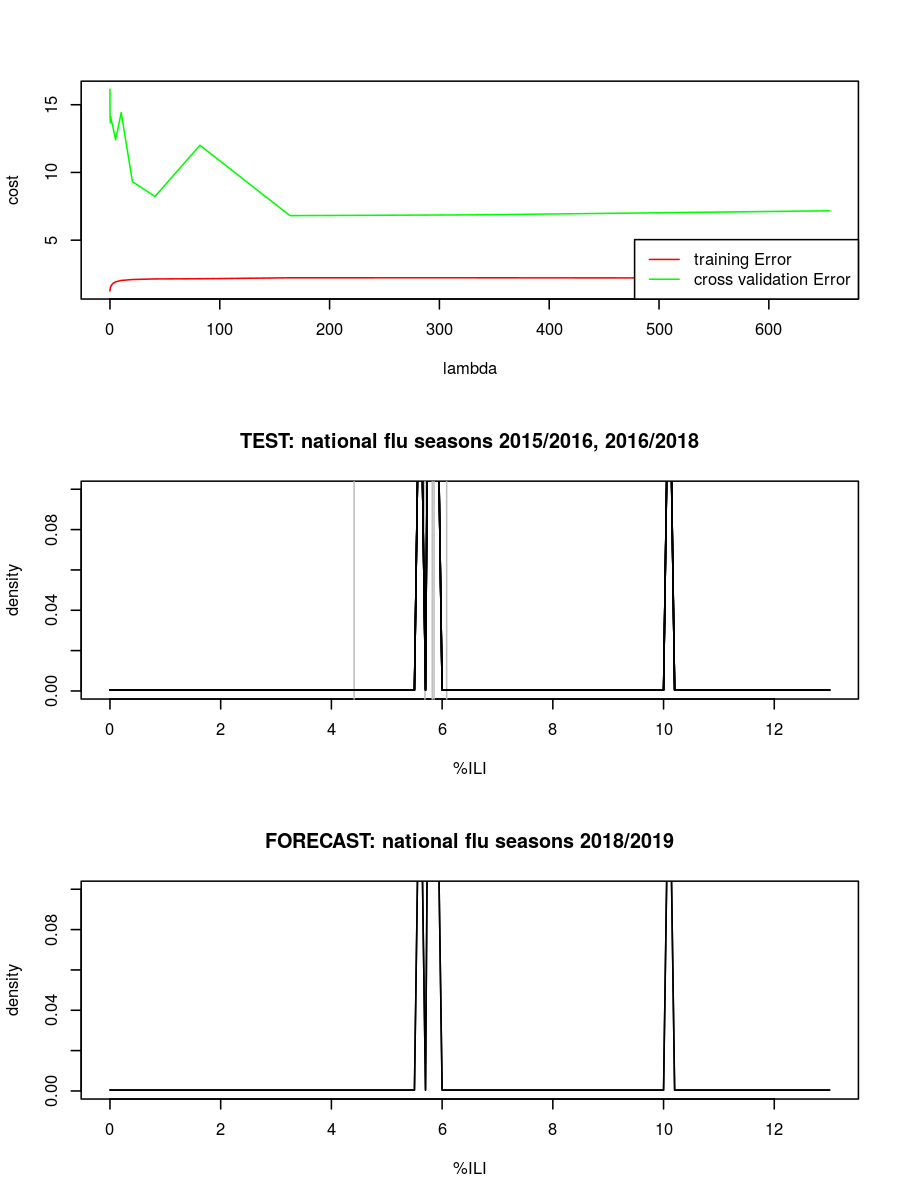 15
10
5
cost
training Error
cross validation Error
0 100 200 300 400 500 600
lambda
TEST: national flu seasons 2015/2016, 2016/2018
0.08
0.04
0.00
density
0 2 4 6 8 10 12
%ILI
FORECAST: national flu seasons 2018/2019
0.08
0.04
0.00
density
0 2 4 6 8 10 12
%ILI